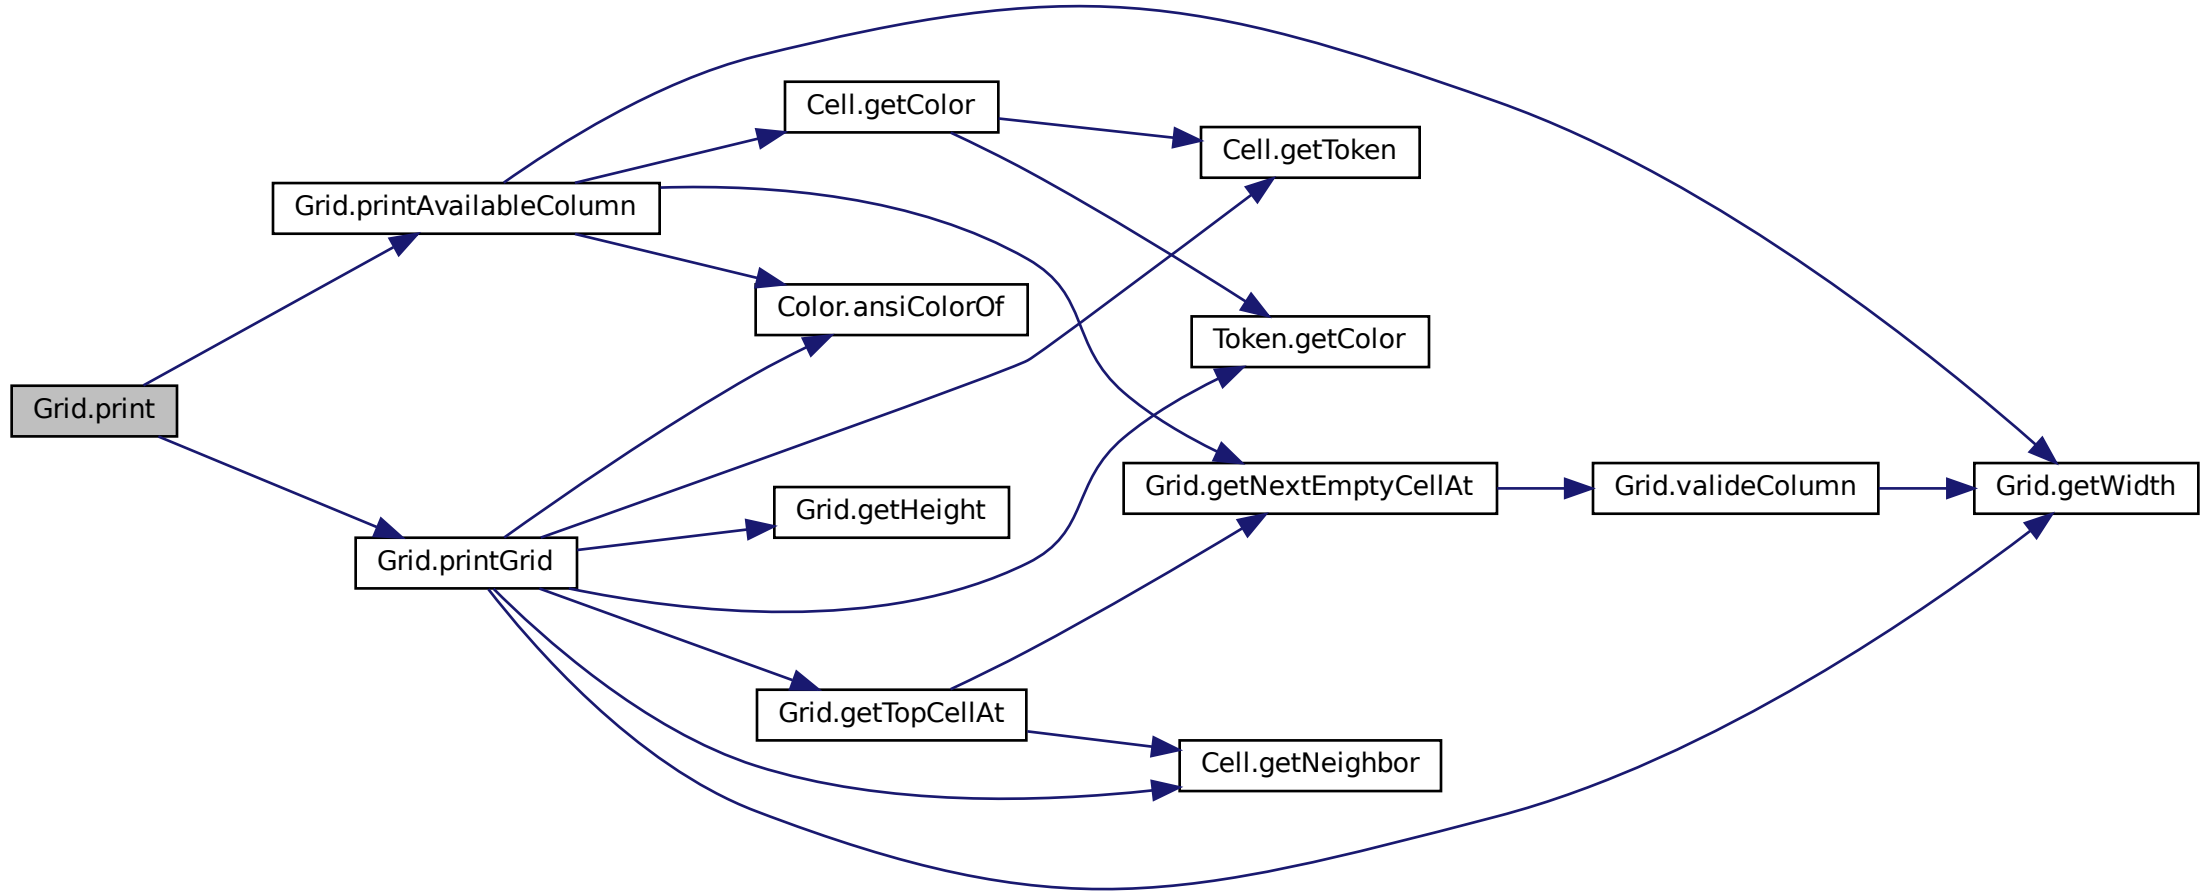 Grid.print
Grid.printAvailableColumn
Grid.printGrid
Cell.getColor
Color.ansiColorOf
Grid.getHeight
Grid.getTopCellAt
Cell.getToken
Token.getColor
Grid.getNextEmptyCellAt
Cell.getNeighbor
Grid.valideColumn
Grid.getWidth